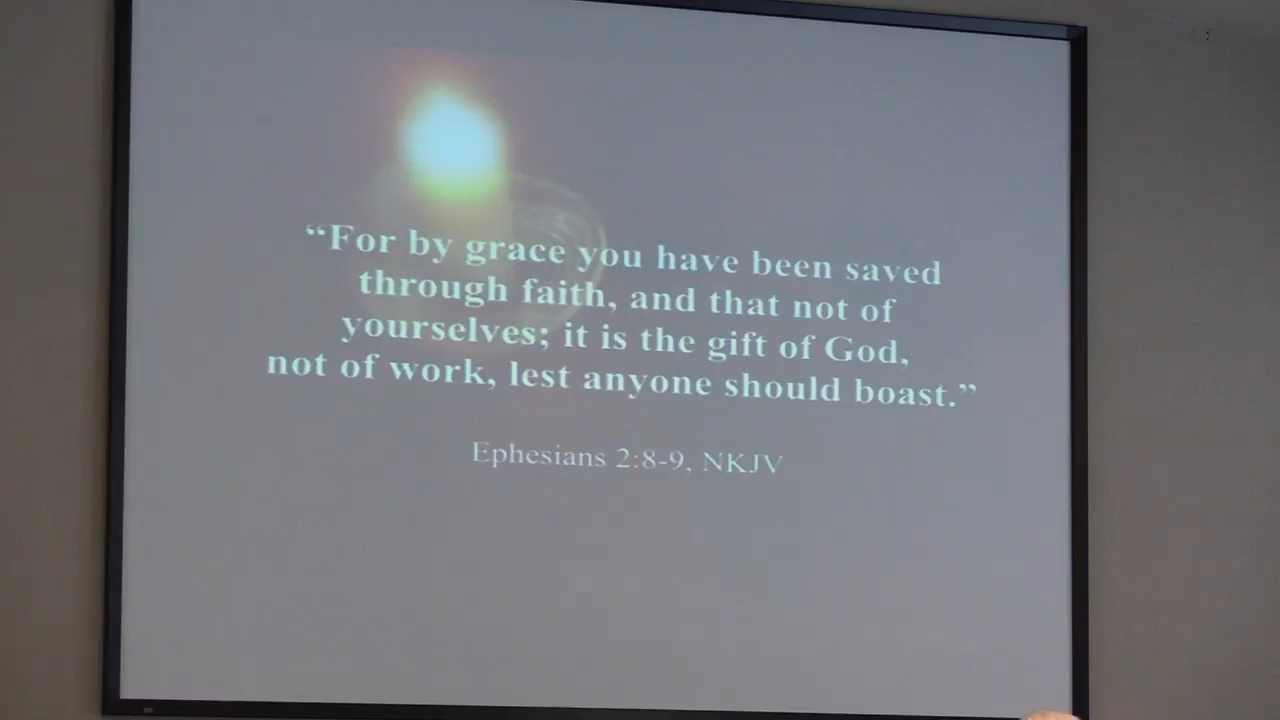 “For by grace you have been saved
through faith, and that not of
yourselves; it is the gift of God,
not of work, lest anyone should boast.”
Ephesians 2:8-9, NKJV